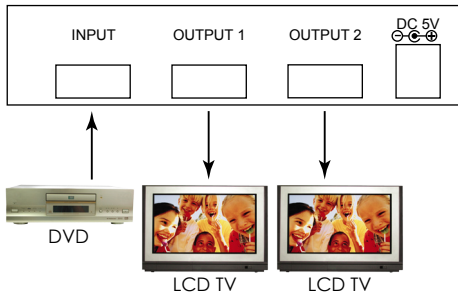 INPUT OUTPUT 1 OUTPUT 2 DC 5V
DVD
LCD TV LCD TV